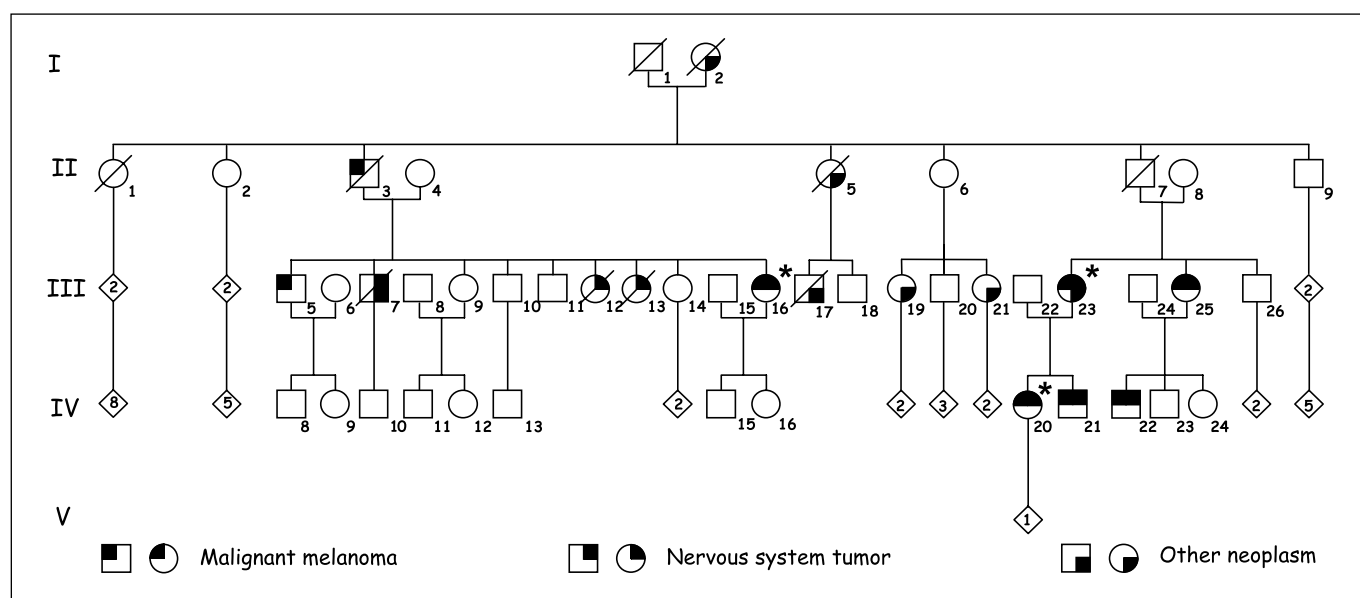 I
1 2
II
1 2 3 4 5 6 7 8 9
* *
III 2 2 5 6 7 8 9 10 11 12 13 14 15 16 17 18 19 20 21 22 23 24 25 26 2
*
IV 8 5 8 9 10 11 12 13 2 15 16 2 3 2 20 21 22 23 24 2 5
V 1
Malignant melanoma Nervous system tumor Other neoplasm